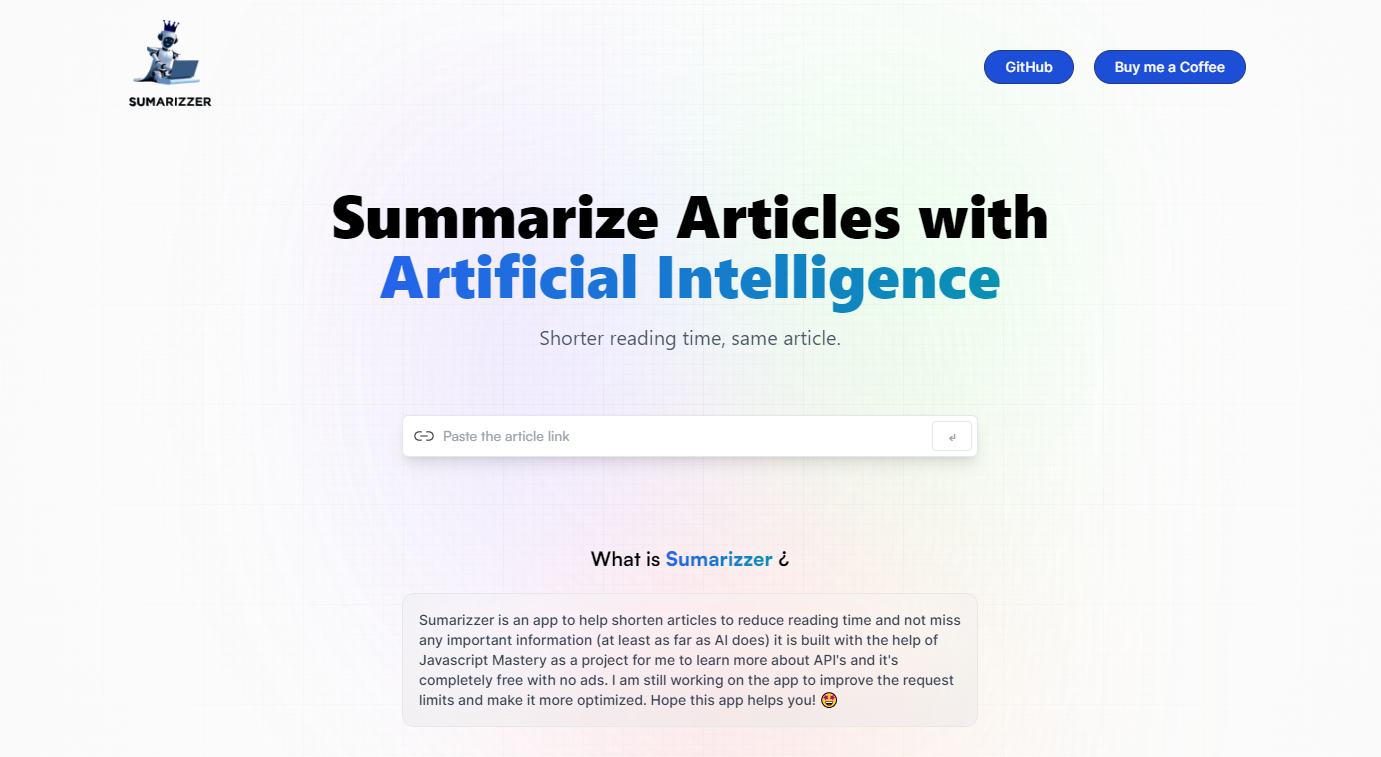 SUMARIZZER
GitHub
Buy me a Coffee
Summarize Articles with
Artificial Intelligence
Shorter reading time, same article.
Paste the article link
↵
What is Sumarizzer ¿
Sumarizzer is an app to help shorten articles to reduce reading time and not miss
any important information (at least as far as AI does) it is built with the help of
Javascript Mastery as a project for me to learn more about API's and it's
completely free with no ads. I am still working on the app to improve the request
limits and make it more optimized. Hope this app helps you! 🤩